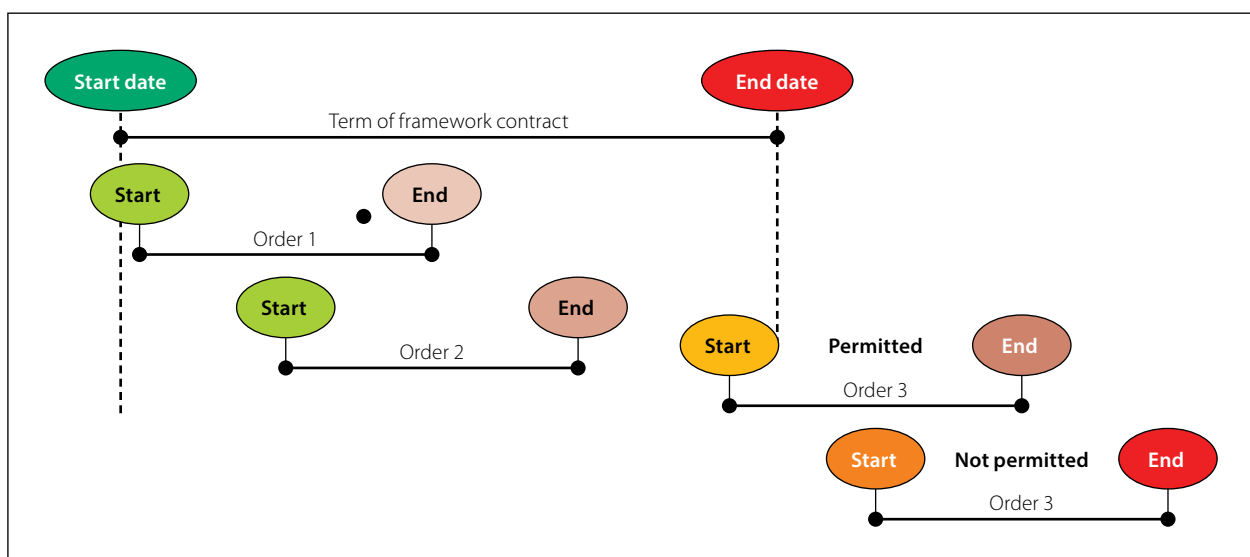 Start date
End date
Term of framework contract
Start
End
Order 1
Start
End
Order 2
Start
Permitted
End
Order 3
Start
Not permitted
End
Order 3